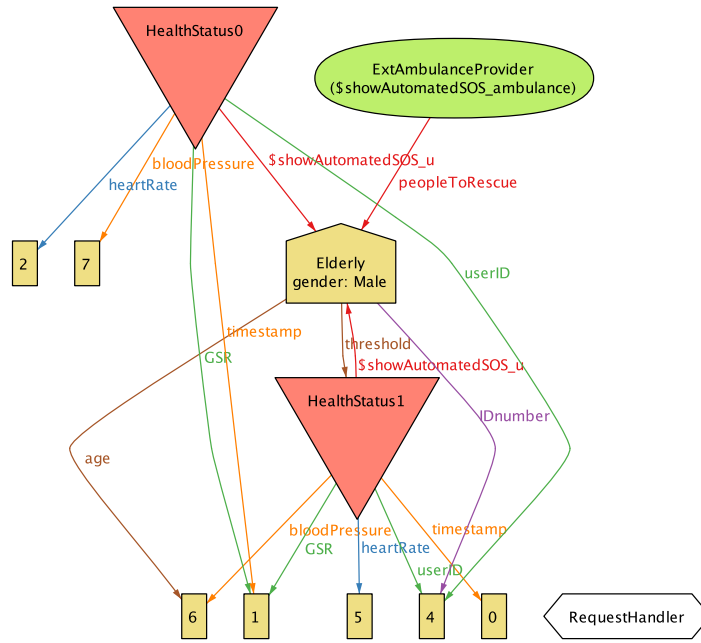 HealthStatus0
ExtAmbulanceProvider
($showAutomatedSOS_ambulance)
bloodPressure
$showAutomatedSOS_u
heartRate
peopleToRescue
2
7
Elderly
gender: Male
userID
timestamp
threshold
GSR
$showAutomatedSOS_u
HealthStatus1
IDnumber
age
bloodPressure
timestamp
GSR
heartRate
userID
6
1
5
4
0
RequestHandler